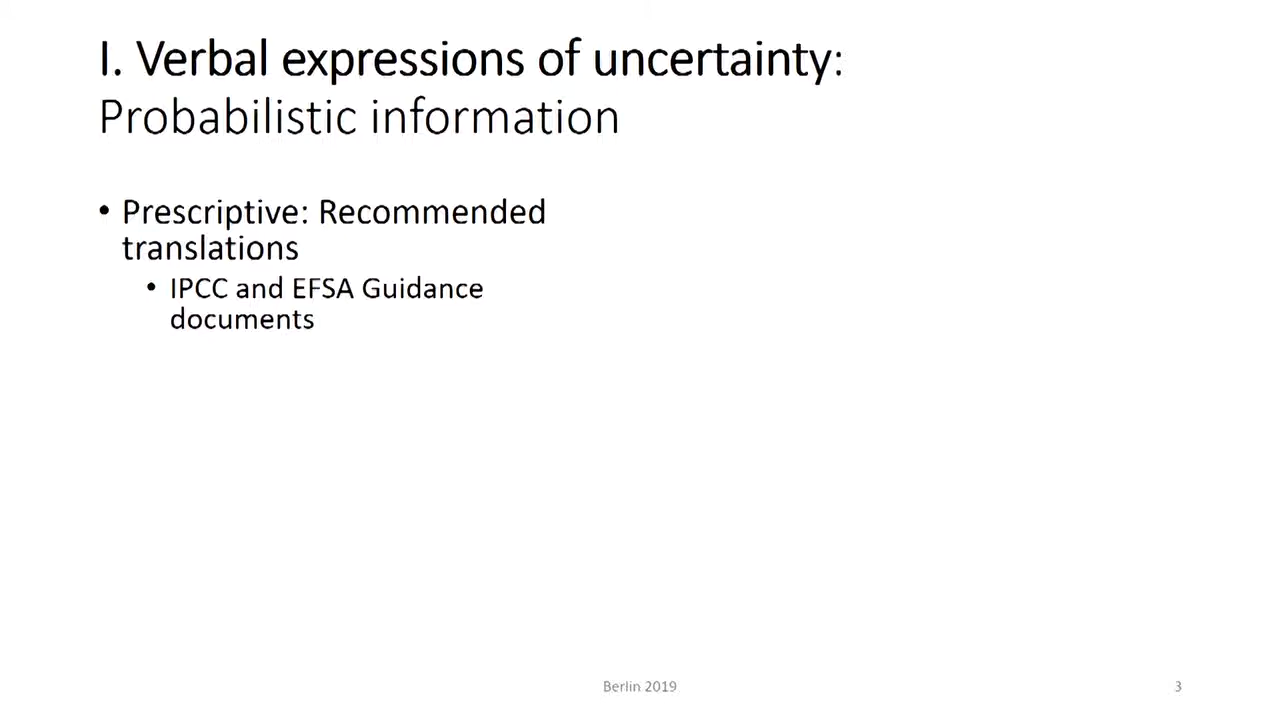 I. Verbal expressions of uncertainty:
Probabilistic information
• Prescriptive: Recommended
translations
• IPCC and EFSA Guidance
documents
Berlin 2019
3